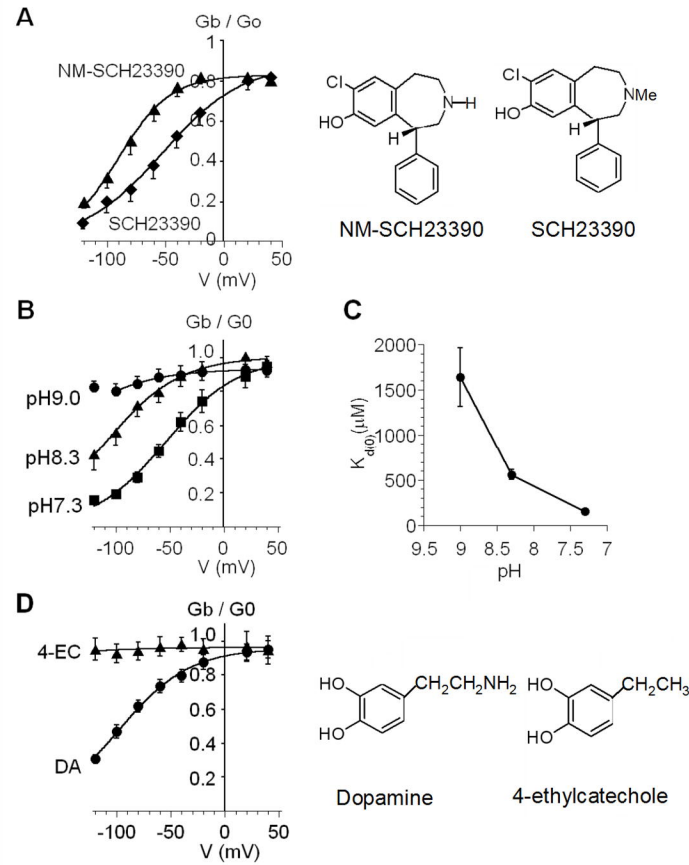 A
Gb / Go
1
0.8
0.6
0.4
0.2
0
NM-SCH23390
SCH23390
-100
-50
0
50
V (mV)
Cl
HO
H
N-H
NM-SCH23390
Cl
HO
H
NMe
SCH23390
B
Gb / G0
1.0
0.6
0.4
0.2
pH9.0
pH8.3
pH7.3
-100
-50
0
50
V (mV)
C
2000
1500
1000
500
0
Kd(0)(μM)
9.5
9
8.5
8
7.5
7
pH
D
Gb / G0
1.0
0.8
0.6
0.4
0.2
4-EC
DA
-100
-50
0
50
V (mV)
HO
HO
CH2CH2NH2
Dopamine
HO
HO
CH2CH3
4-ethylcatechole